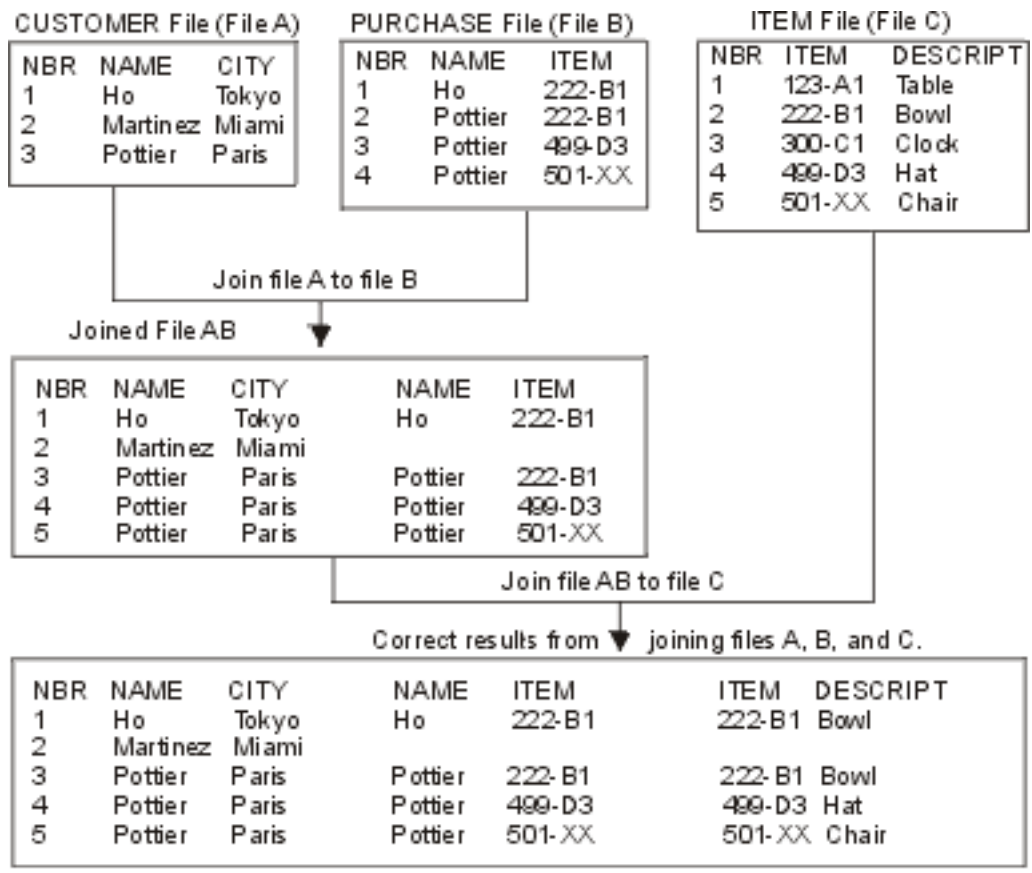 CUSTOMER File (File A)
NBR NAME CITY
1 Ho Tokyo
2 Martinez Miami
3 Pottier Paris
PURCHASE File (File B)
NBR NAME ITEM
1 Ho 222-B1
2 Pottier 222-B1
3 Pottier 499-D3
4 Pottier 501-XX
ITEM File (File C)
NBR ITEM DESCRIPT
1 123-A1 Table
2 222-B1 Bowl
3 300-C1 Clock
4 499-D3 Hat
5 501-XX Chair
Join file A to file B
Joined File AB
NBR NAME CITY NAME ITEM
1 Ho Tokyo Ho 222-B1
2 Martinez Miami
3 Pottier Paris Pottier 222-B1
4 Pottier Paris Pottier 499-D3
5 Pottier Paris Pottier 501-XX
Join file AB to file C
Correct results from joining files A, B, and C.
NBR NAME CITY NAME ITEM ITEM DESCRIPT
1 Ho Tokyo Ho 222-B1 222-B1 Bowl
2 Martinez Miami
3 Pottier Paris Pottier 222-B1 222-B1 Bowl
4 Pottier Paris Pottier 499-D3 499-D3 Hat
5 Pottier Paris Pottier 501-XX 501-XX Chair